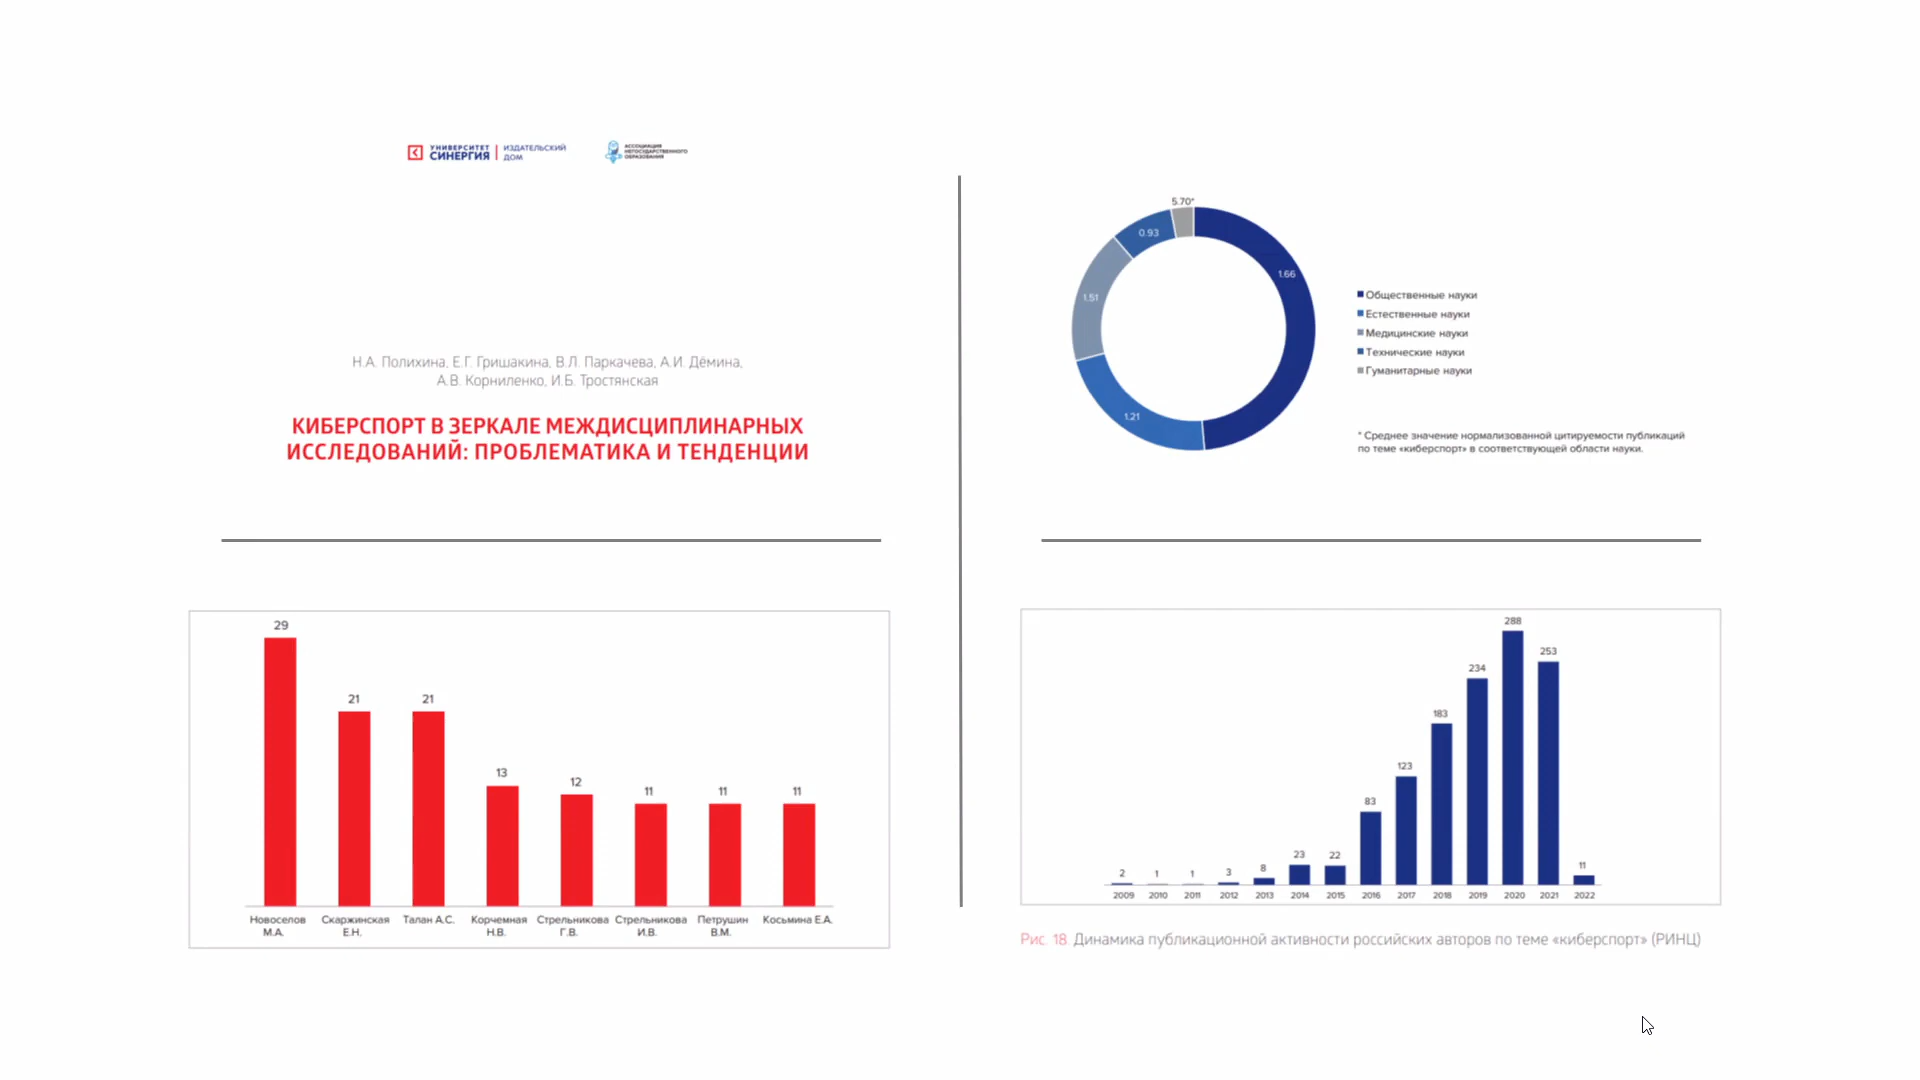 УНИВЕРСИТЕТ
СИНЕРГИЯ
ИЗДАТЕЛЬСКИЙ
ДОМ
АССОЦИАЦИЯ
НЕГОСУДАРСТВЕННОГО
ОБРАЗОВАНИЯ
Н.А. Полихина, Е.Г. Гришакина, В.Л. Паркачева, А.И. Дёмина,
А.В. Корниленко, И.Б. Тростянская
КИБЕРСПОРТ В ЗЕРКАЛЕ МЕЖДИСЦИПЛИНАРНЫХ
ИССЛЕДОВАНИЙ: ПРОБЛЕМАТИКА И ТЕНДЕНЦИИ
5.70*
0.93
1.66
1.51
1.21
Общественные науки
Естественные науки
Медицинские науки
Технические науки
Гуманитарные науки
* Среднее значение нормализованной цитируемости публикаций
по теме «киберспорт» в соответствующей области науки.
29
21
21
13
12
11
11
11
Новоселов
М.А.
Скаржинская
Е.Н.
Талан А.С.
Корчемная
Н.В.
Стрельникова
Г.В.
Стрельникова
И.В.
Петрушин
В.М.
Косьмина Е.А.
2
1
1
3
8
23
22
83
123
183
234
288
253
11
2009 2010 2011 2012 2013 2014 2015 2016 2017 2018 2019 2020 2021 2022
Рис. 18 Динамика публикационной активности российских авторов по теме «киберспорт» (РИНЦ)